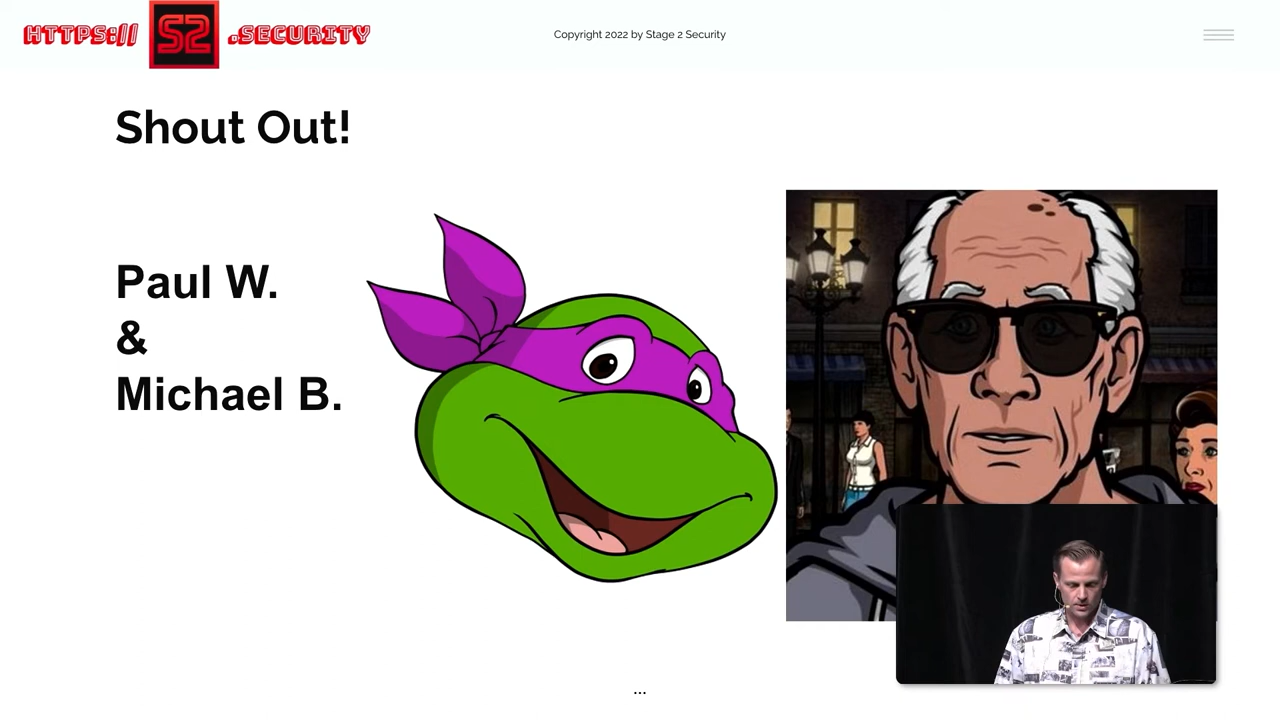 HTTPS:// S2 .SECURITY
Copyright 2022 by Stage 2 Security
Shout Out!
Paul W.
&
Michael B.
...